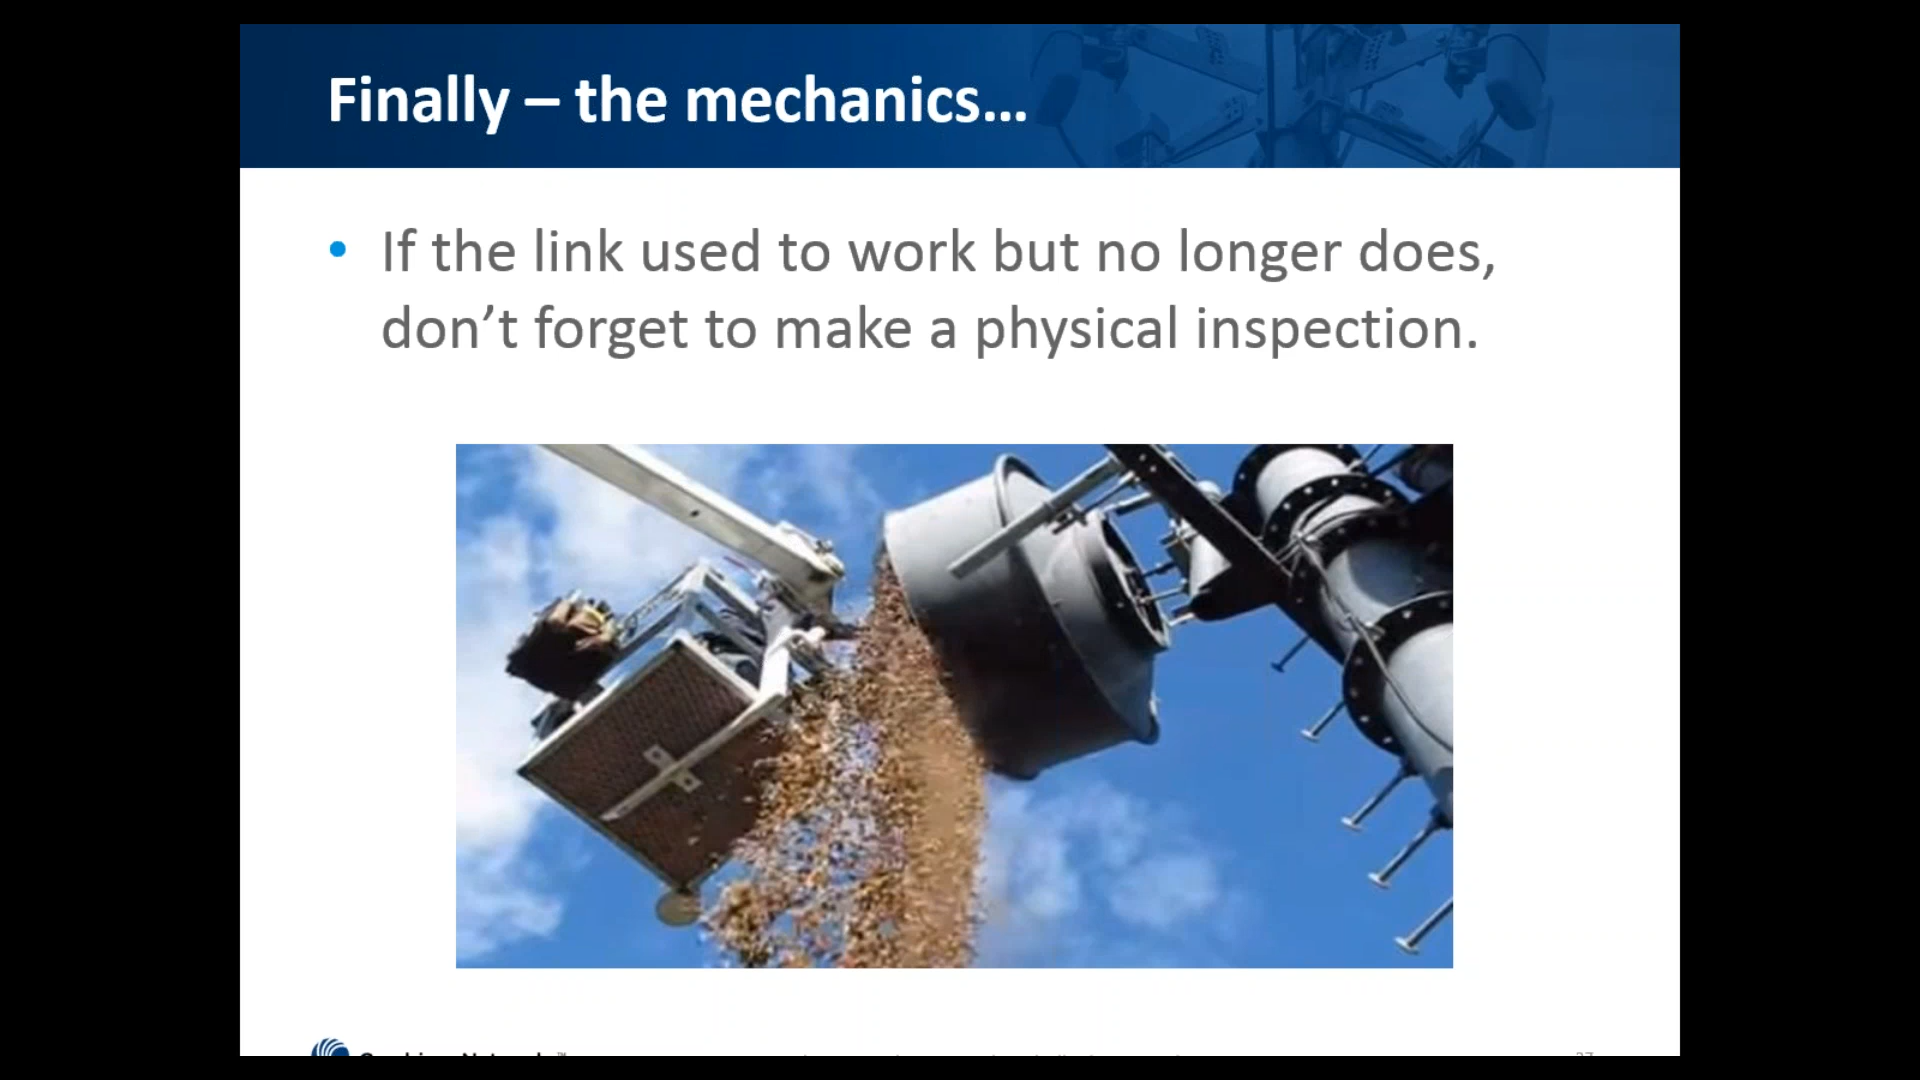 Finally – the mechanics...
• If the link used to work but no longer does,
don’t forget to make a physical inspection.